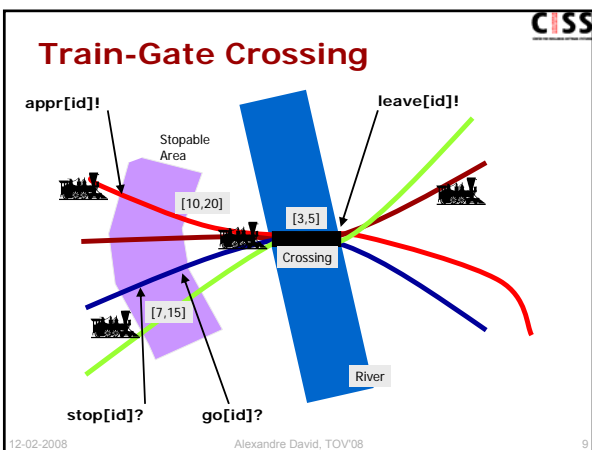 CISS
Train-Gate Crossing
appr[id]!
leave[id]!
Stopable
Area
[10,20]
[3,5]
Crossing
[7,15]
River
stop[id]?
go[id]?
12-02-2008
Alexandre David, TOV'08
9